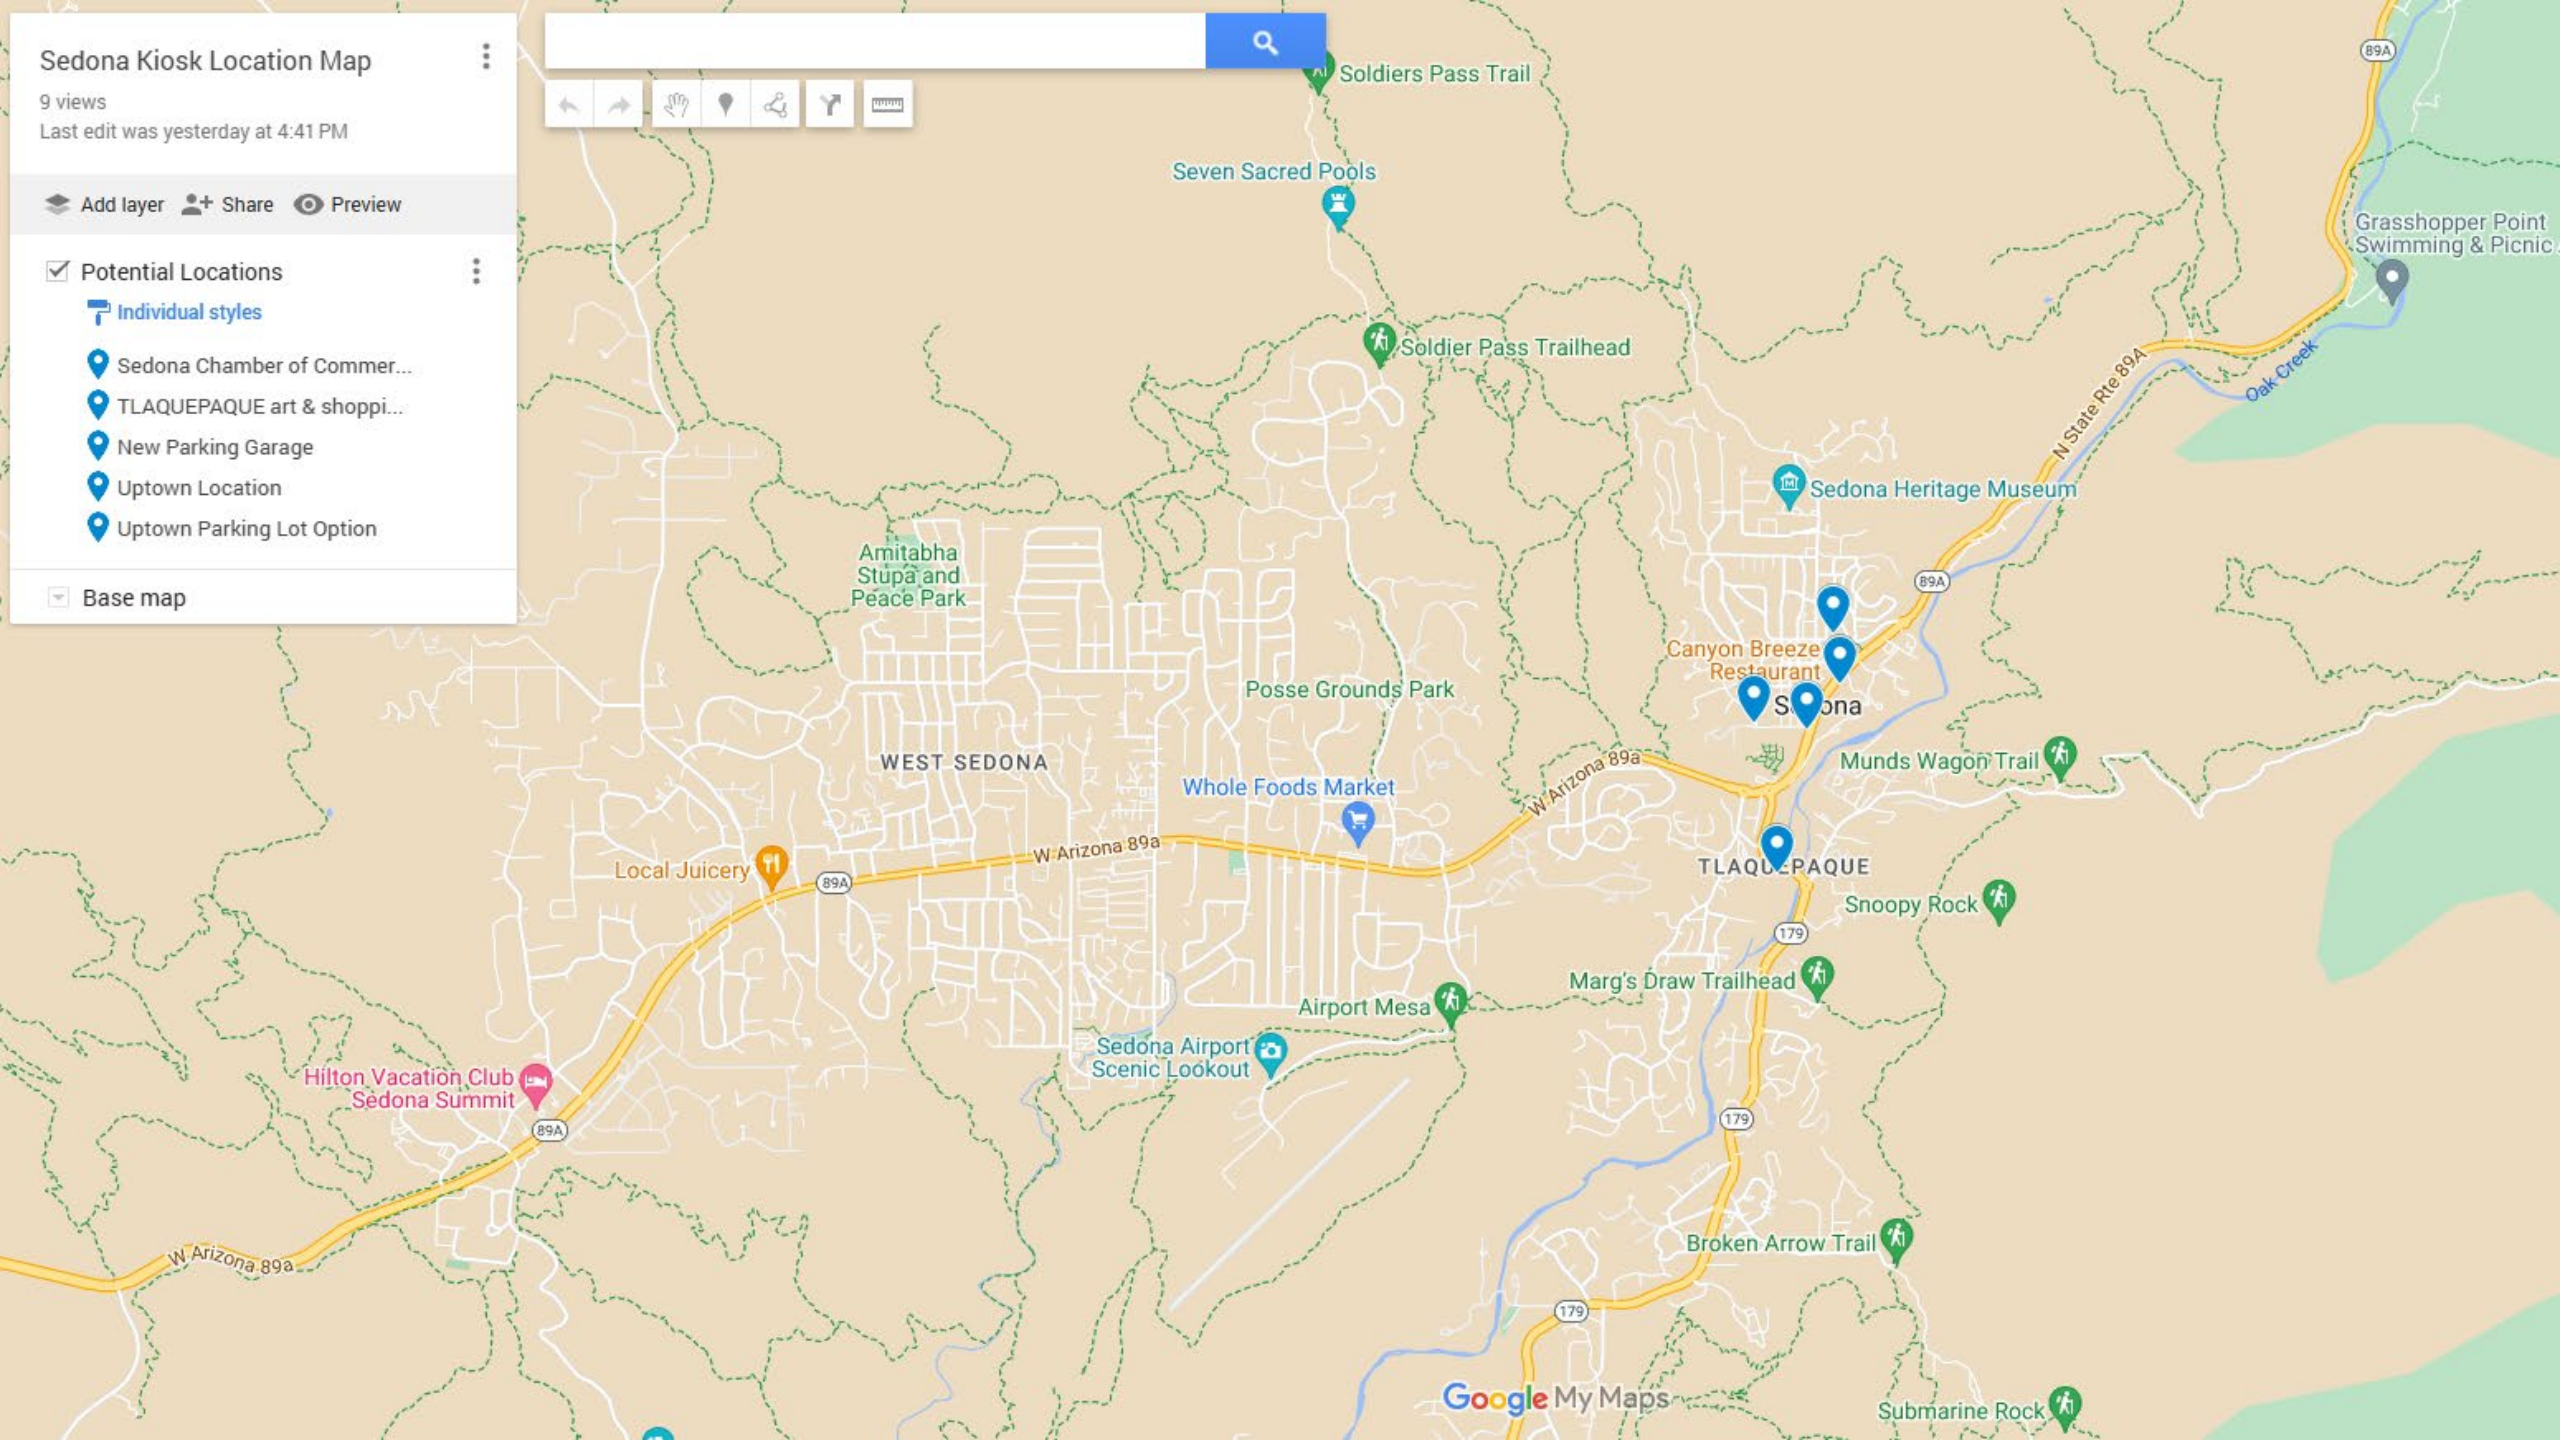 Sedona Kiosk Location Map
9 views
Last edit was yesterday at 4:41 PM
Add layer
Share
Preview
Potential Locations
Individual styles
Sedona Chamber of Commer...
TLAQUEPAQUE art & shoppi...
New Parking Garage
Uptown Location
Uptown Parking Lot Option
Base map
Soldiers Pass Trail
89A
Seven Sacred Pools
Grasshopper Point
Swimming & Picnic
Soldier Pass Trailhead
Oak Creek
N State Rte 89A
Sedona Heritage Museum
Amitabha
Stupa and
Peace Park
89A
Canyon Breeze
Restaurant
Posse Grounds Park
S ona
WEST SEDONA
W Arizona 89a
Munds Wagon Trail
Whole Foods Market
W Arizona 89a
Local Juicery
89A
TLAQUEPAQUE
Snoopy Rock
179
Marg's Draw Trailhead
Airport Mesa
Sedona Airport
Scenic Lookout
Hilton Vacation Club
Sedona Summit
89A
179
Broken Arrow Trail
W Arizona 89a
179
Google My Maps
Submarine Rock